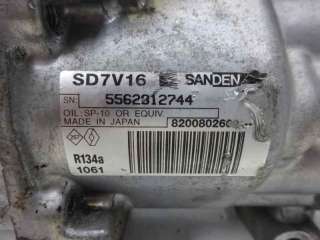 SD7V16 SANDEN
SN: 5562312744
OIL:SP-10 OR EQUIV.
MADE IN JAPAN
R134a
1061